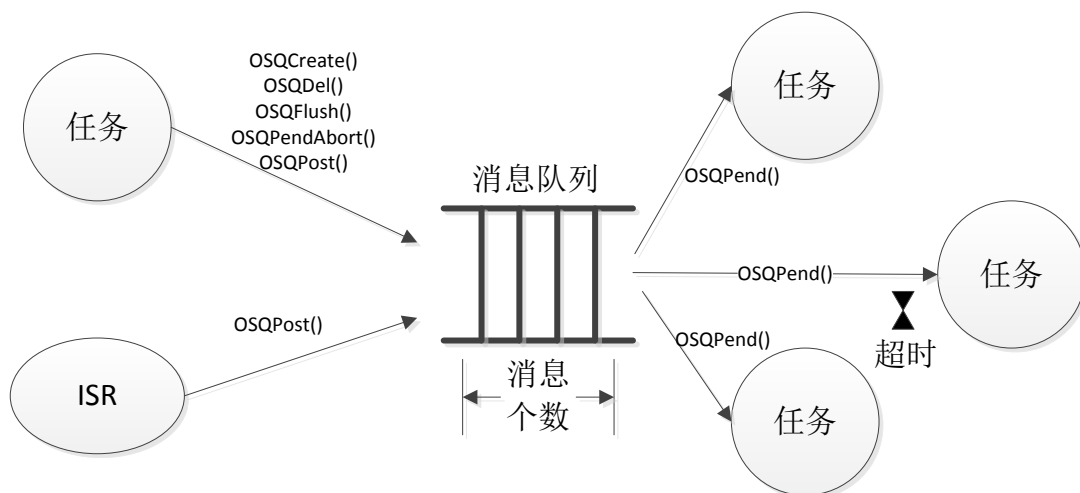 任务
OSQCreate()
OSQDel()
OSQFlush()
OSQPendAbort()
OSQPost()
消息队列
任务
OSQPend()
OSQPend()
任务
超时
OSQPost()
ISR
消息
个数
OSQPend()
任务